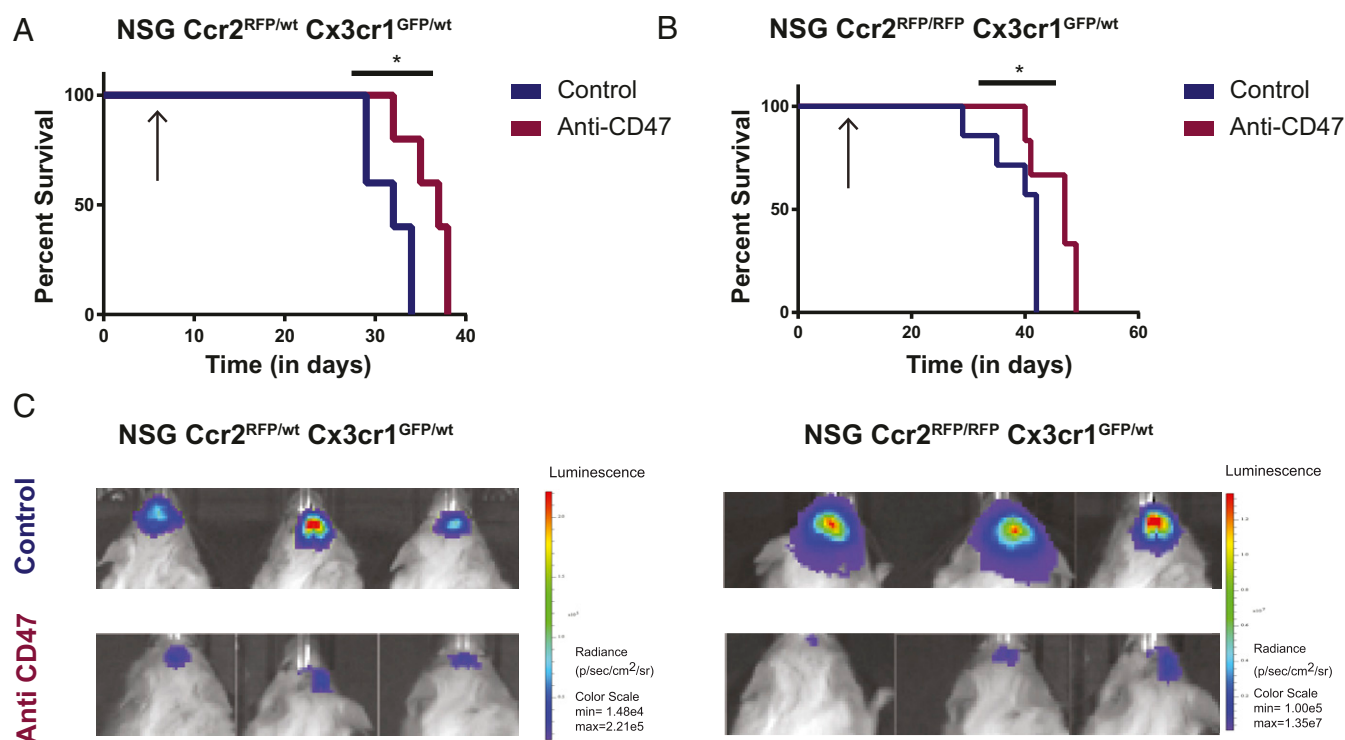 A
NSG Ccr2RFP/wt Cx3cr1GFP/wt
*
Control
Anti-CD47
Percent Survival
100
50
0
0 10 20 30 40
Time (in days)
B
NSG Ccr2RFP/RFP Cx3cr1GFP/wt
*
Control
Anti-CD47
Percent Survival
100
50
0
0 20 40 60
Time (in days)
C
NSG Ccr2RFP/wt Cx3cr1GFP/wt
NSG Ccr2RFP/RFP Cx3cr1GFP/wt
Control
Anti CD47
Luminescence
Radiance
(p/sec/cm2/sr)
Color Scale
min= 1.48e4
max=2.21e5
Luminescence
Radiance
(p/sec/cm2/sr)
Color Scale
min= 1.00e5
max=1.35e7